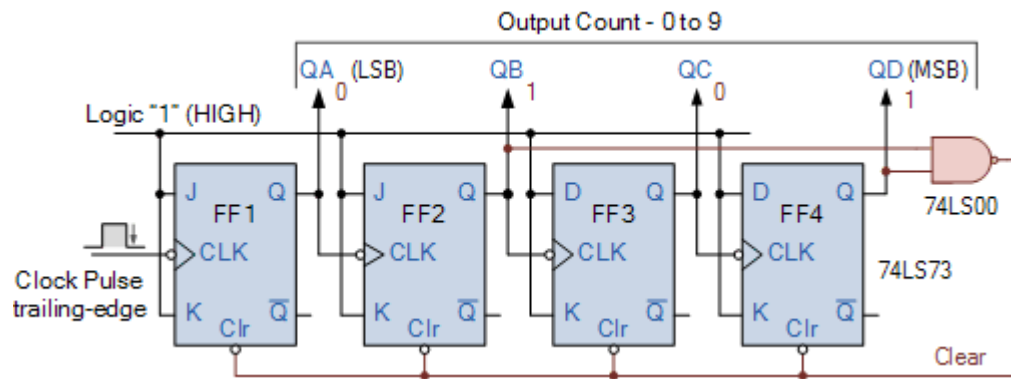 Output Count - 0 to 9
QA (LSB) QB QC QD (MSB)
0 1 0 1
Logic "1" (HIGH)
J Q J Q D Q D Q
FF1 FF2 FF3 FF4
74LS00
CLK CLK CLK CLK
74LS73
Clock Pulse
trailing-edge
K Q̅ K Q̅ K Q̅ K Q̅
Clr Clr Clr Clr
Clear